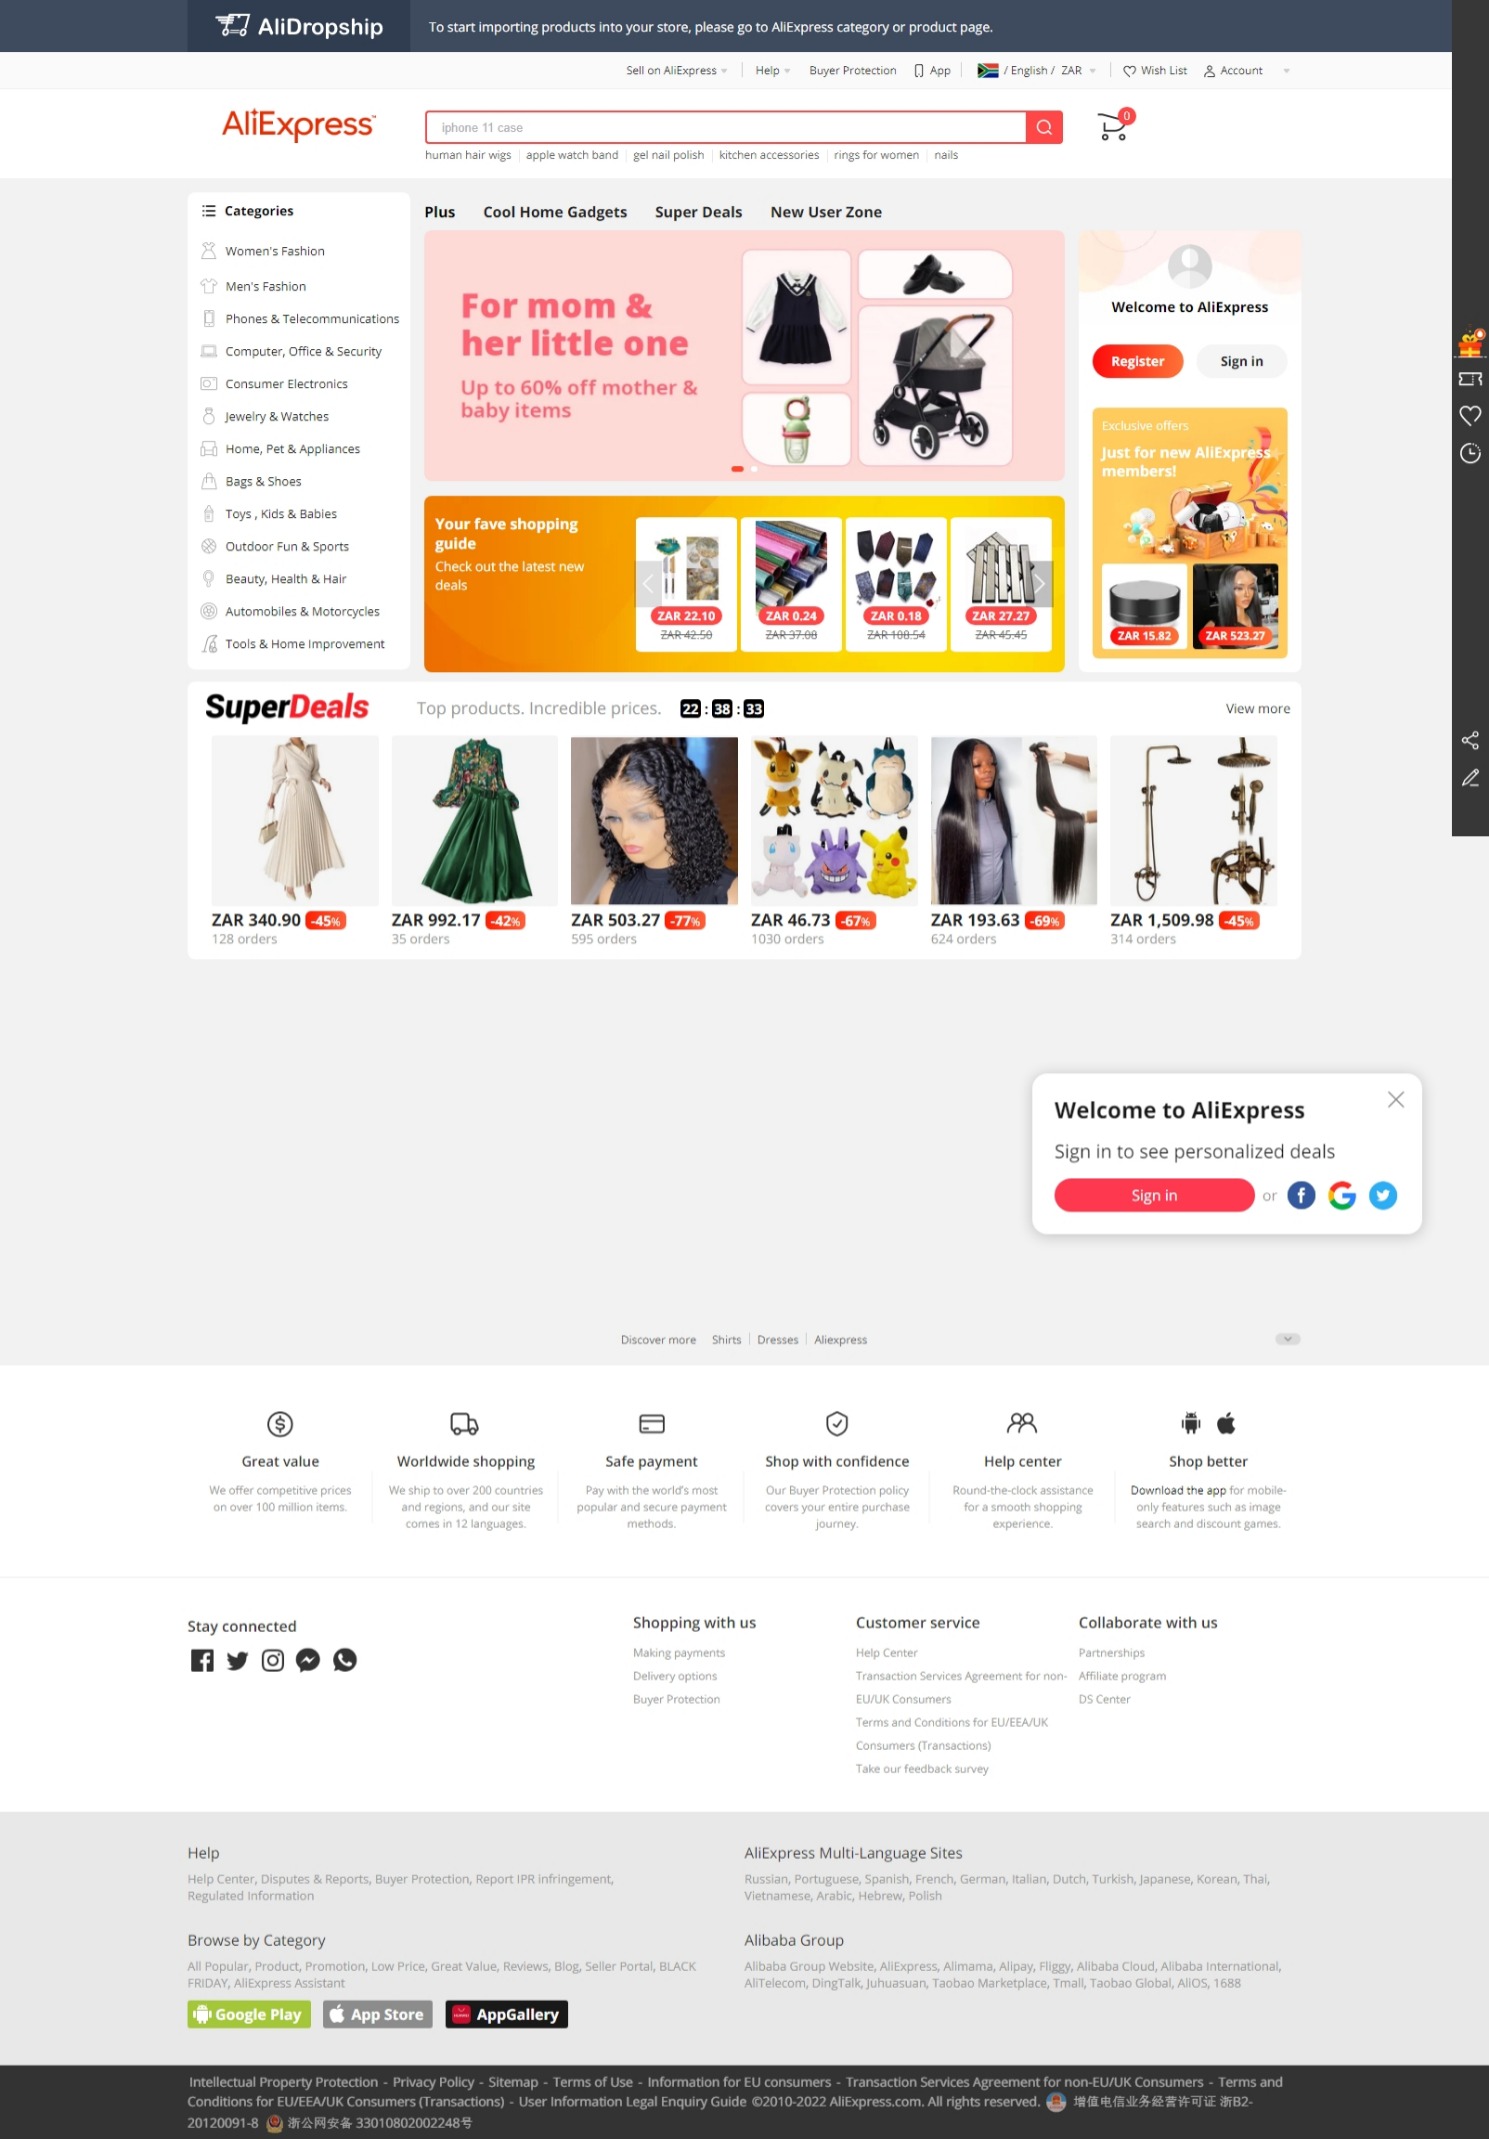 AliDropship
To start importing products into your store, please go to AliExpress category or product page.
Sell on AliExpress
Help
Buyer Protection
App
/ English / ZAR
Wish List
Account
AliExpress™
iphone 11 case
0
human hair wigs
apple watch band
gel nail polish
kitchen accessories
rings for women
nails
Categories
Women's Fashion
Men's Fashion
Phones & Telecommunications
Computer, Office & Security
Consumer Electronics
Jewelry & Watches
Home, Pet & Appliances
Bags & Shoes
Toys , Kids & Babies
Outdoor Fun & Sports
Beauty, Health & Hair
Automobiles & Motorcycles
Tools & Home Improvement
Plus
Cool Home Gadgets
Super Deals
New User Zone
For mom &
her little one
Up to 60% off mother &
baby items
Welcome to AliExpress
Register
Sign in
Exclusive offers
Just for new AliExpress
members!
ZAR 15.82
ZAR 523.27
Your fave shopping
guide
Check out the latest new
deals
ZAR 22.10
ZAR 42.50
ZAR 0.24
ZAR 37.08
ZAR 0.18
ZAR 108.54
ZAR 27.27
ZAR 45.45
SuperDeals
Top products. Incredible prices.
22 : 38 : 33
View more
ZAR 340.90 -45%
128 orders
ZAR 992.17 -42%
35 orders
ZAR 503.27 -77%
595 orders
ZAR 46.73 -67%
1030 orders
ZAR 193.63 -69%
624 orders
ZAR 1,509.98 -45%
314 orders
Welcome to AliExpress
Sign in to see personalized deals
Sign in
or
Discover more
Shirts
Dresses
Aliexpress
Great value
We offer competitive prices
on over 100 million items.
Worldwide shopping
We ship to over 200 countries
and regions, and our site
comes in 12 languages.
Safe payment
Pay with the world's most
popular and secure payment
methods.
Shop with confidence
Our Buyer Protection policy
covers your entire purchase
journey.
Help center
Round-the-clock assistance
for a smooth shopping
experience.
Shop better
Download the app for mobile-
only features such as image
search and discount games.
Stay connected
Shopping with us
Making payments
Delivery options
Buyer Protection
Customer service
Help Center
Transaction Services Agreement for non-
EU/UK Consumers
Terms and Conditions for EU/EEA/UK
Consumers (Transactions)
Take our feedback survey
Collaborate with us
Partnerships
Affiliate program
DS Center
Help
Help Center, Disputes & Reports, Buyer Protection, Report IPR infringement,
Regulated Information
AliExpress Multi-Language Sites
Russian, Portuguese, Spanish, French, German, Italian, Dutch, Turkish, Japanese, Korean, Thai,
Vietnamese, Arabic, Hebrew, Polish
Browse by Category
All Popular, Product, Promotion, Low Price, Great Value, Reviews, Blog, Seller Portal, BLACK
FRIDAY, AliExpress Assistant
Alibaba Group
Alibaba Group Website, AliExpress, Alimama, Alipay, Fliggy, Alibaba Cloud, Alibaba International,
AliTelecom, DingTalk, Juhuasuan, Taobao Marketplace, Tmall, Taobao Global, AliOS, 1688
Google Play
App Store
AppGallery
Intellectual Property Protection - Privacy Policy - Sitemap - Terms of Use - Information for EU consumers - Transaction Services Agreement for non-EU/UK Consumers - Terms and
Conditions for EU/EEA/UK Consumers (Transactions) - User Information Legal Enquiry Guide ©2010-2022 AliExpress.com. All rights reserved. 增值电信业务经营许可证 浙B2-
20120091-8 浙公网安备 33010802002248号